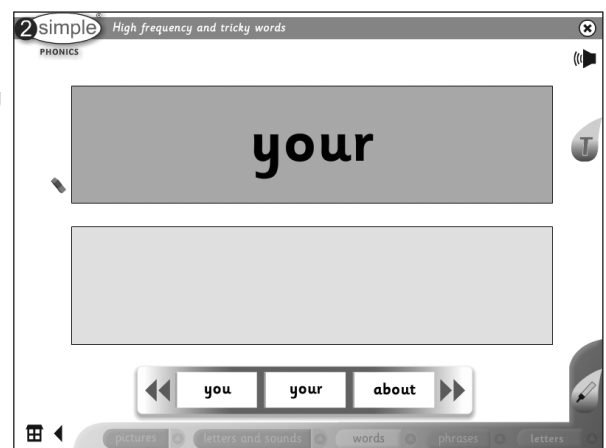 2simple High frequency and tricky words
PHONICS
your
T
you your about
pictures letters and sounds words phrases letters